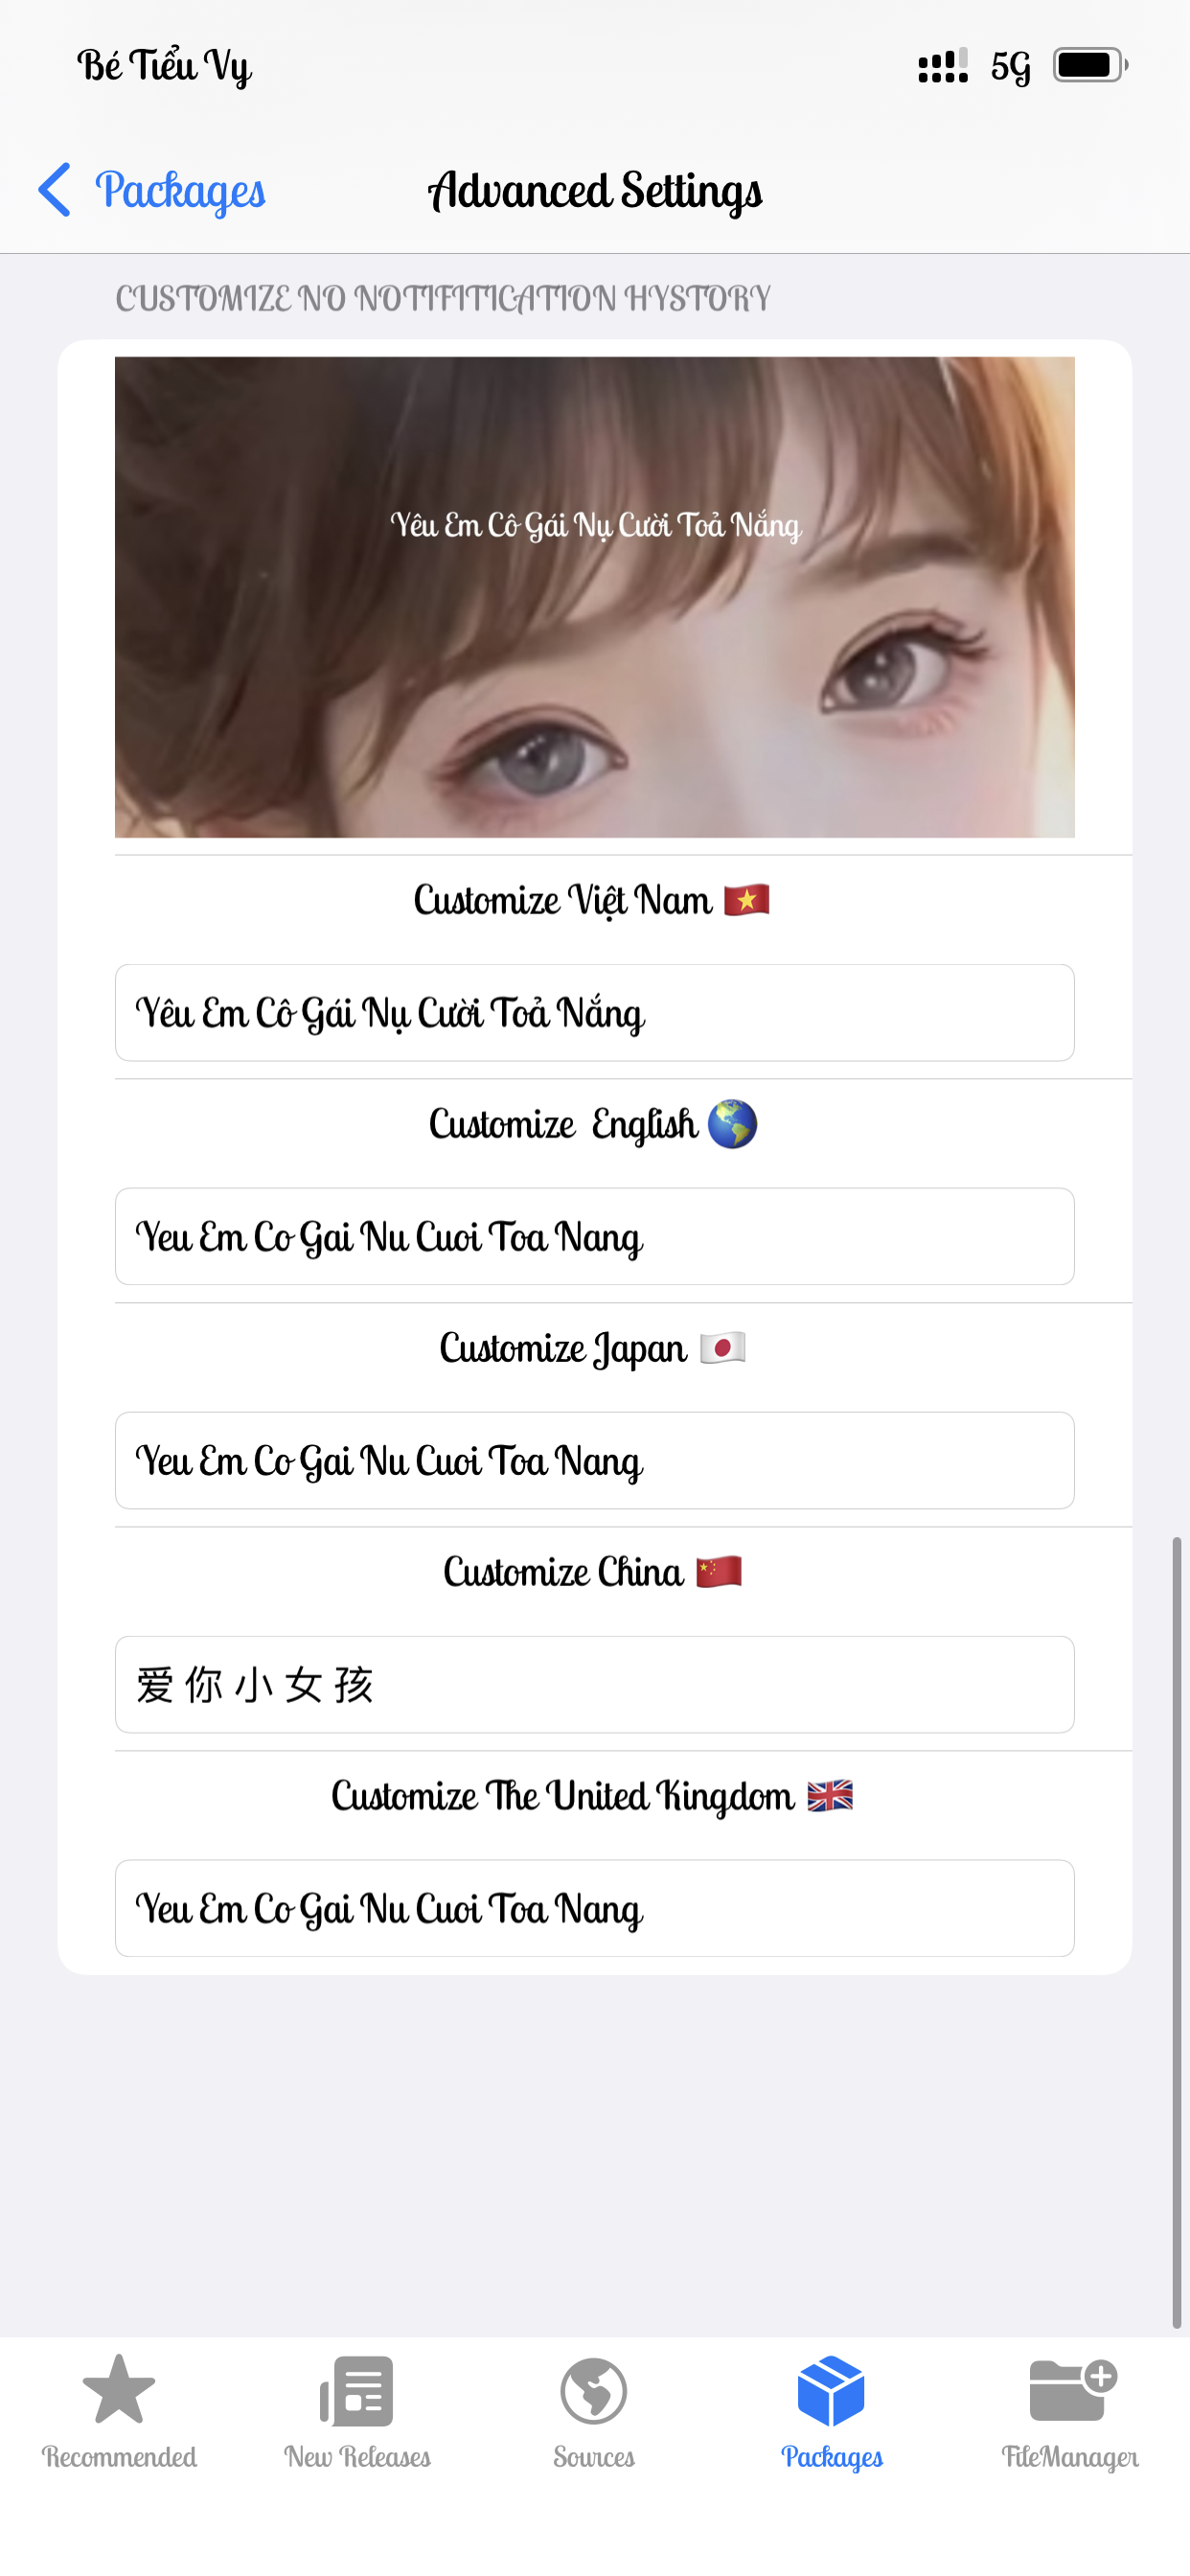 Bé Tiểu Vy
5G
Packages
Advanced Settings
CUSTOMIZE NO NOTIFITICATION HYSTORY
Yêu Em Cô Gái Nụ Cười Toả Nắng
Customize Việt Nam 🇻🇳
Yêu Em Cô Gái Nụ Cười Toả Nắng
Customize English 🌎
Yeu Em Co Gai Nu Cuoi Toa Nang
Customize Japan 🇯🇵
Yeu Em Co Gai Nu Cuoi Toa Nang
Customize China 🇨🇳
爱你小女孩
Customize The United Kingdom 🇬🇧
Yeu Em Co Gai Nu Cuoi Toa Nang
Recommended
New Releases
Sources
Packages
FileManager